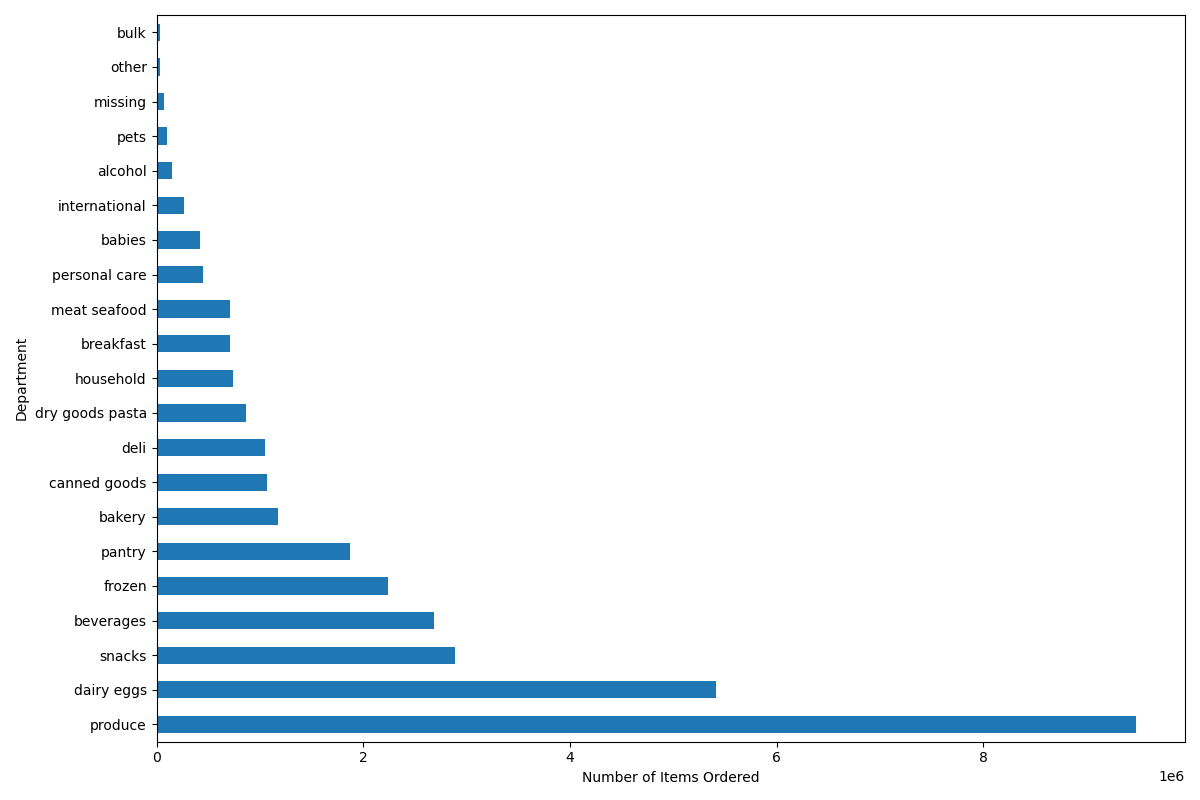 bulk
other
missing
pets
alcohol
international
babies
personal care
meat seafood
breakfast
household
dry goods pasta
deli
canned goods
bakery
pantry
frozen
beverages
snacks
dairy eggs
produce
Department
0 2 4 6 8
1e6
Number of Items Ordered